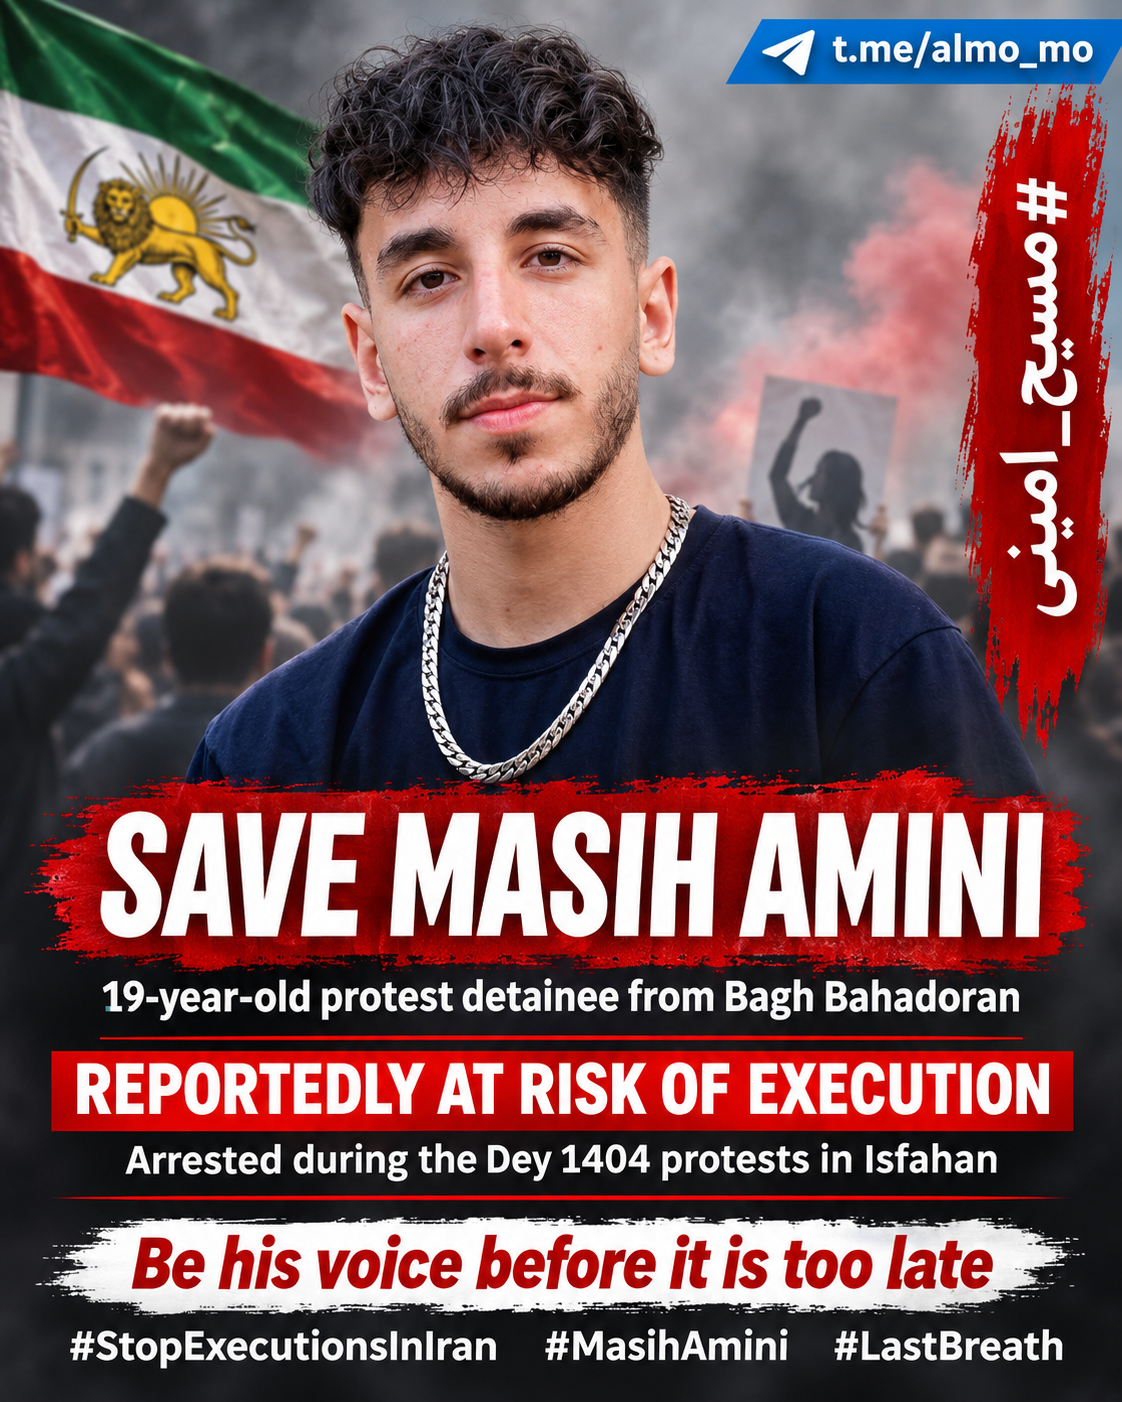 t.me/almo_mo
#مسیح_امینی
SAVE MASIH AMINI
19-year-old protest detainee from Bagh Bahadoran
REPORTEDLY AT RISK OF EXECUTION
Arrested during the Dey 1404 protests in Isfahan
Be his voice before it is too late
#StopExecutionsInIran #MasihAmini #LastBreath